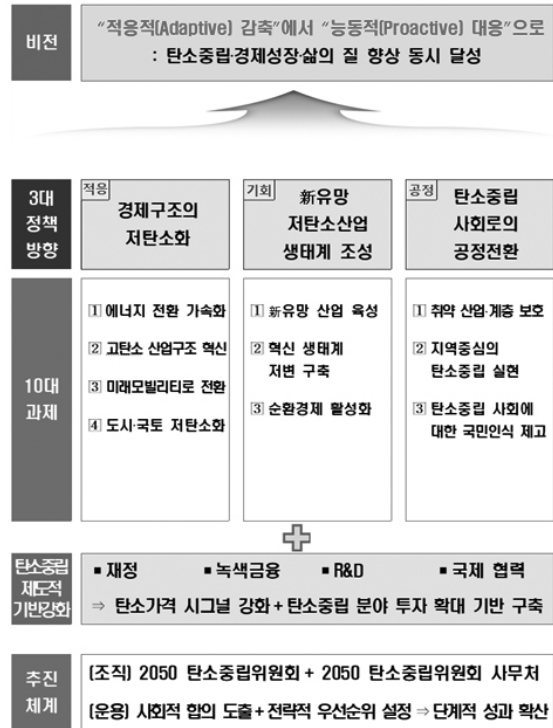 비전
“적응적(Adaptive) 감축”에서 “능동적(Proactive) 대응”으로
: 탄소중립·경제성장·삶의 질 향상 동시 달성
3대
정책
방향
적응
경제구조의
저탄소화
기회
新유망
저탄소산업
생태계 조성
공정
탄소중립
사회로의
공정전환
10대
과제
1 에너지 전환 가속화
2 고탄소 산업구조 혁신
3 미래모빌리티로 전환
4 도시·국토 저탄소화
1 新유망 산업 육성
2 혁신 생태계
저변 구축
3 순환경제 활성화
1 취약 산업·계층 보호
2 지역중심의
탄소중립 실현
3 탄소중립 사회에
대한 국민인식 제고
탄소중립
제도적
기반강화
▪ 재정 ▪ 녹색금융 ▪ R&D ▪ 국제 협력
⇒ 탄소가격 시그널 강화 + 탄소중립 분야 투자 확대 기반 구축
추진
체계
(조직) 2050 탄소중립위원회 + 2050 탄소중립위원회 사무처
(운용) 사회적 합의 도출 + 전략적 우선순위 설정 ⇒ 단계적 성과 확산